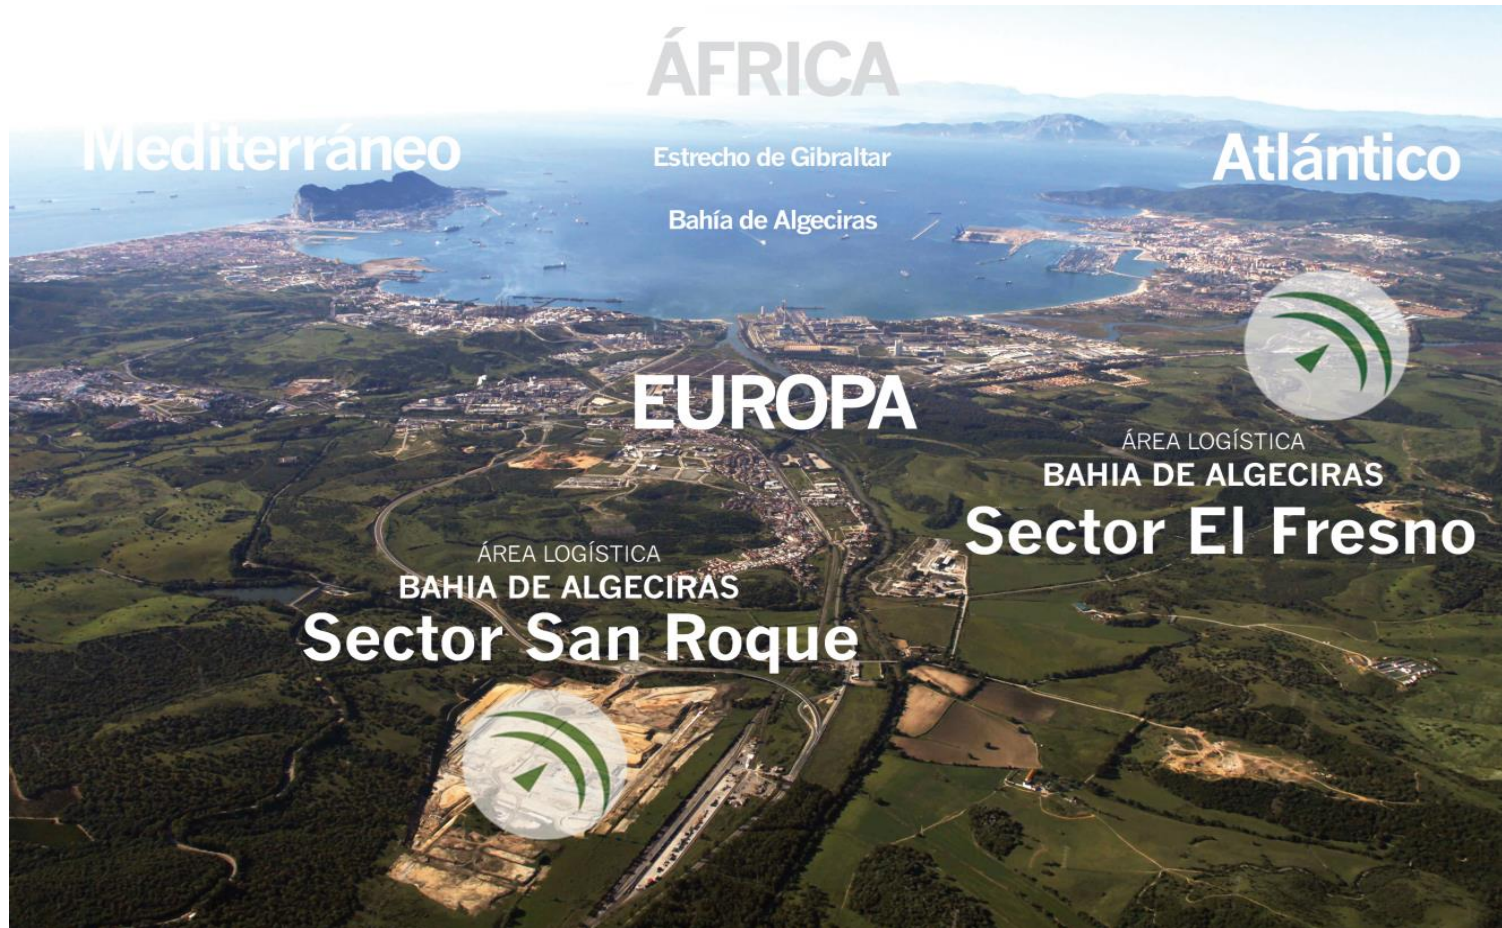 ÁFRICA
Mediterráneo
Estrecho de Gibraltar
Atlántico
Bahía de Algeciras
EUROPA
ÁREA LOGÍSTICA
BAHIA DE ALGECIRAS
Sector El Fresno
ÁREA LOGÍSTICA
BAHIA DE ALGECIRAS
Sector San Roque